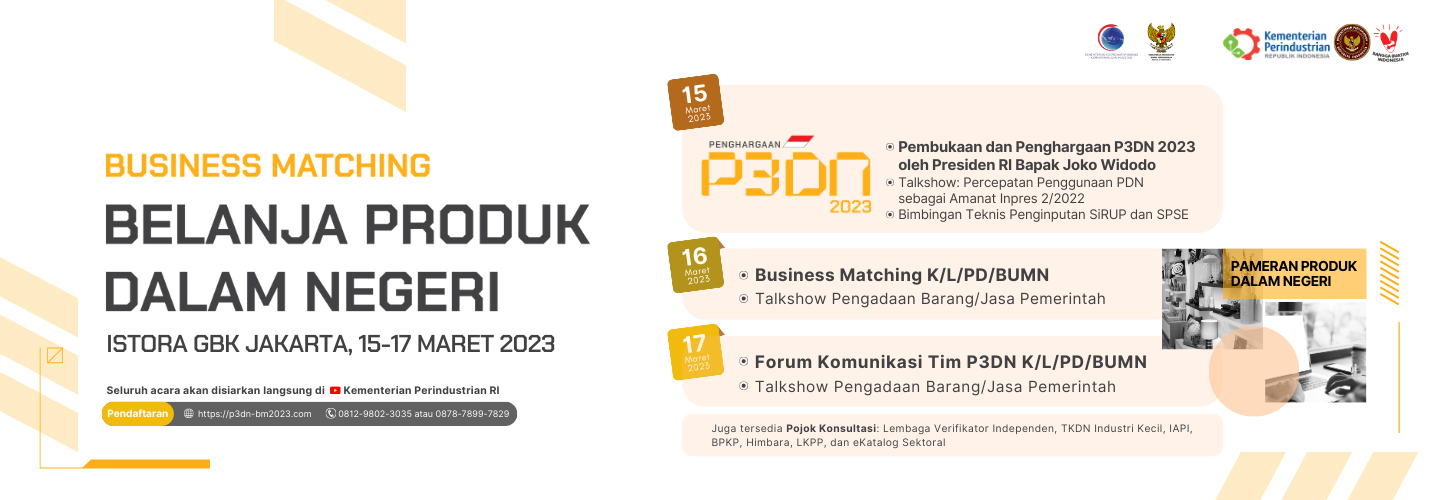 Kementerian
Perindustrian
REPUBLIK INDONESIA
BANGGA BUATAN
INDONESIA
BUSINESS MATCHING
BELANJA PRODUK
DALAM NEGERI
ISTORA GBK JAKARTA, 15-17 MARET 2023
Seluruh acara akan disiarkan langsung di Kementerian Perindustrian RI
Pendaftaran https://p3dn-bm2023.com 0812-9802-3035 atau 0878-7899-7829
15
Maret
2023
PENGHARGAAN
P3DN
2023
Pembukaan dan Penghargaan P3DN 2023
oleh Presiden RI Bapak Joko Widodo
Talkshow: Percepatan Penggunaan PDN
sebagai Amanat Inpres 2/2022
Bimbingan Teknis Penginputan SiRUP dan SPSE
16
Maret
2023
Business Matching K/L/PD/BUMN
Talkshow Pengadaan Barang/Jasa Pemerintah
17
Maret
2023
Forum Komunikasi Tim P3DN K/L/PD/BUMN
Talkshow Pengadaan Barang/Jasa Pemerintah
PAMERAN PRODUK
DALAM NEGERI
Juga tersedia Pojok Konsultasi: Lembaga Verifikator Independen, TKDN Industri Kecil, IAPI,
BPKP, Himbara, LKPP, dan eKatalog Sektoral